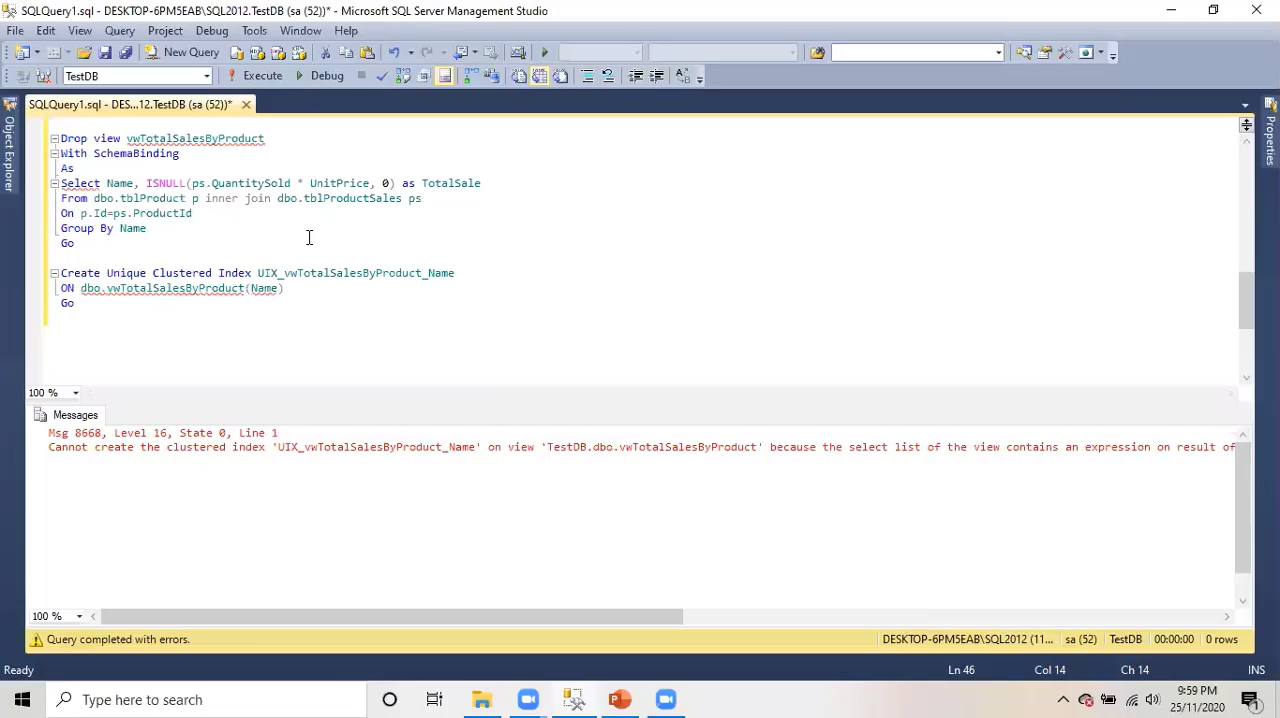 SQLQuery1.sql - DESKTOP-6PM5EAB\SQL2012.TestDB (sa (52))* - Microsoft SQL Server Management Studio
File Edit View Query Project Debug Tools Window Help
New Query
TestDB Execute Debug
SQLQuery1.sql - DES...12.TestDB (sa (52))*
Object Explorer
Properties
Drop view vwTotalSalesByProduct
With SchemaBinding
As
Select Name, ISNULL(ps.QuantitySold * UnitPrice, 0) as TotalSale
From dbo.tblProduct p inner join dbo.tblProductSales ps
On p.Id=ps.ProductId
Group By Name
Go
Create Unique Clustered Index UIX_vwTotalSalesByProduct_Name
ON dbo.vwTotalSalesByProduct(Name)
Go
100 %
Messages
Msg 8668, Level 16, State 0, Line 1
Cannot create the clustered index 'UIX_vwTotalSalesByProduct_Name' on view 'TestDB.dbo.vwTotalSalesByProduct' because the select list of the view contains an expression on result of
100 %
Query completed with errors. DESKTOP-6PM5EAB\SQL2012 (11... sa (52) TestDB 00:00:00 0 rows
Ready Ln 46 Col 14 Ch 14 INS
Type here to search
9:59 PM
25/11/2020